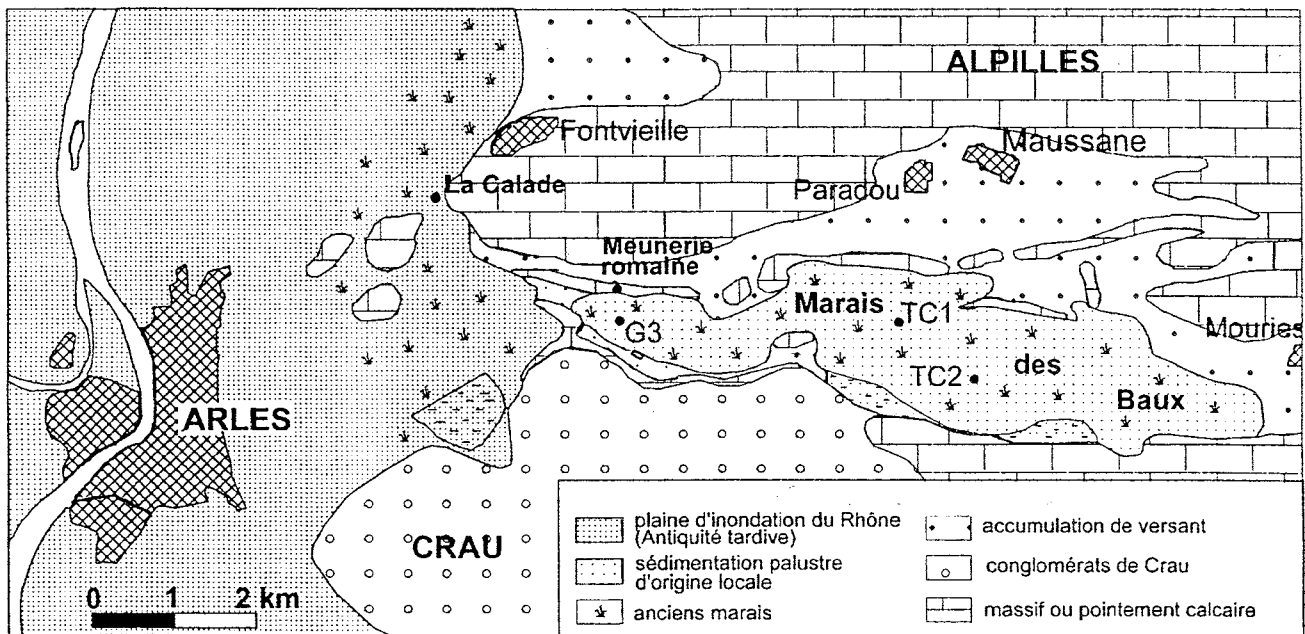 ALPILLES
Fontvieille
Maussane
La Calade
Paradou
Meunerie
romaine
Marais
TC1
G3
Mouries
des
TC2
Baux
ARLES
CRAU
plaine d'inondation du Rhône
(Antiquité tardive)
sédimentation palustre
d'origine locale
anciens marais
accumulation de versant
conglomérats de Crau
massif ou pointement calcaire
0 1 2 km